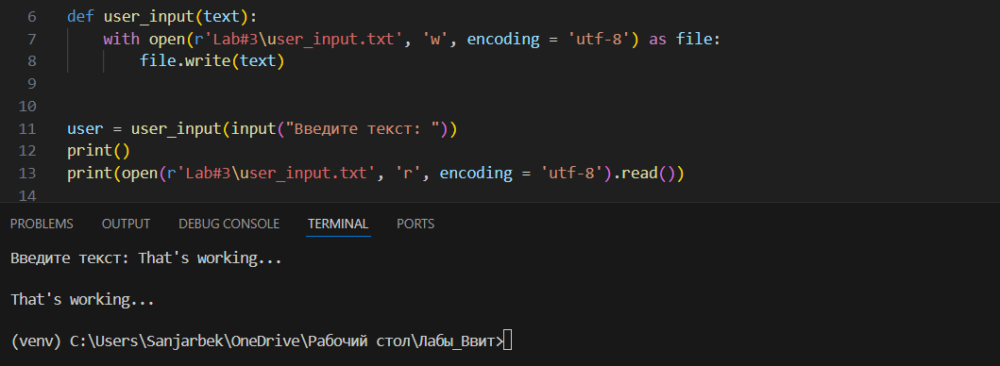 6 def user_input(text):
7 with open(r'Lab#3\user_input.txt', 'w', encoding = 'utf-8') as file:
8 file.write(text)
9
10
11 user = user_input(input("Введите текст: "))
12 print()
13 print(open(r'Lab#3\user_input.txt', 'r', encoding = 'utf-8').read())
14
PROBLEMS OUTPUT DEBUG CONSOLE TERMINAL PORTS
Введите текст: That's working...
That's working...
(venv) C:\Users\Sanjarbek\OneDrive\Рабочий стол\Лабы_Ввит>